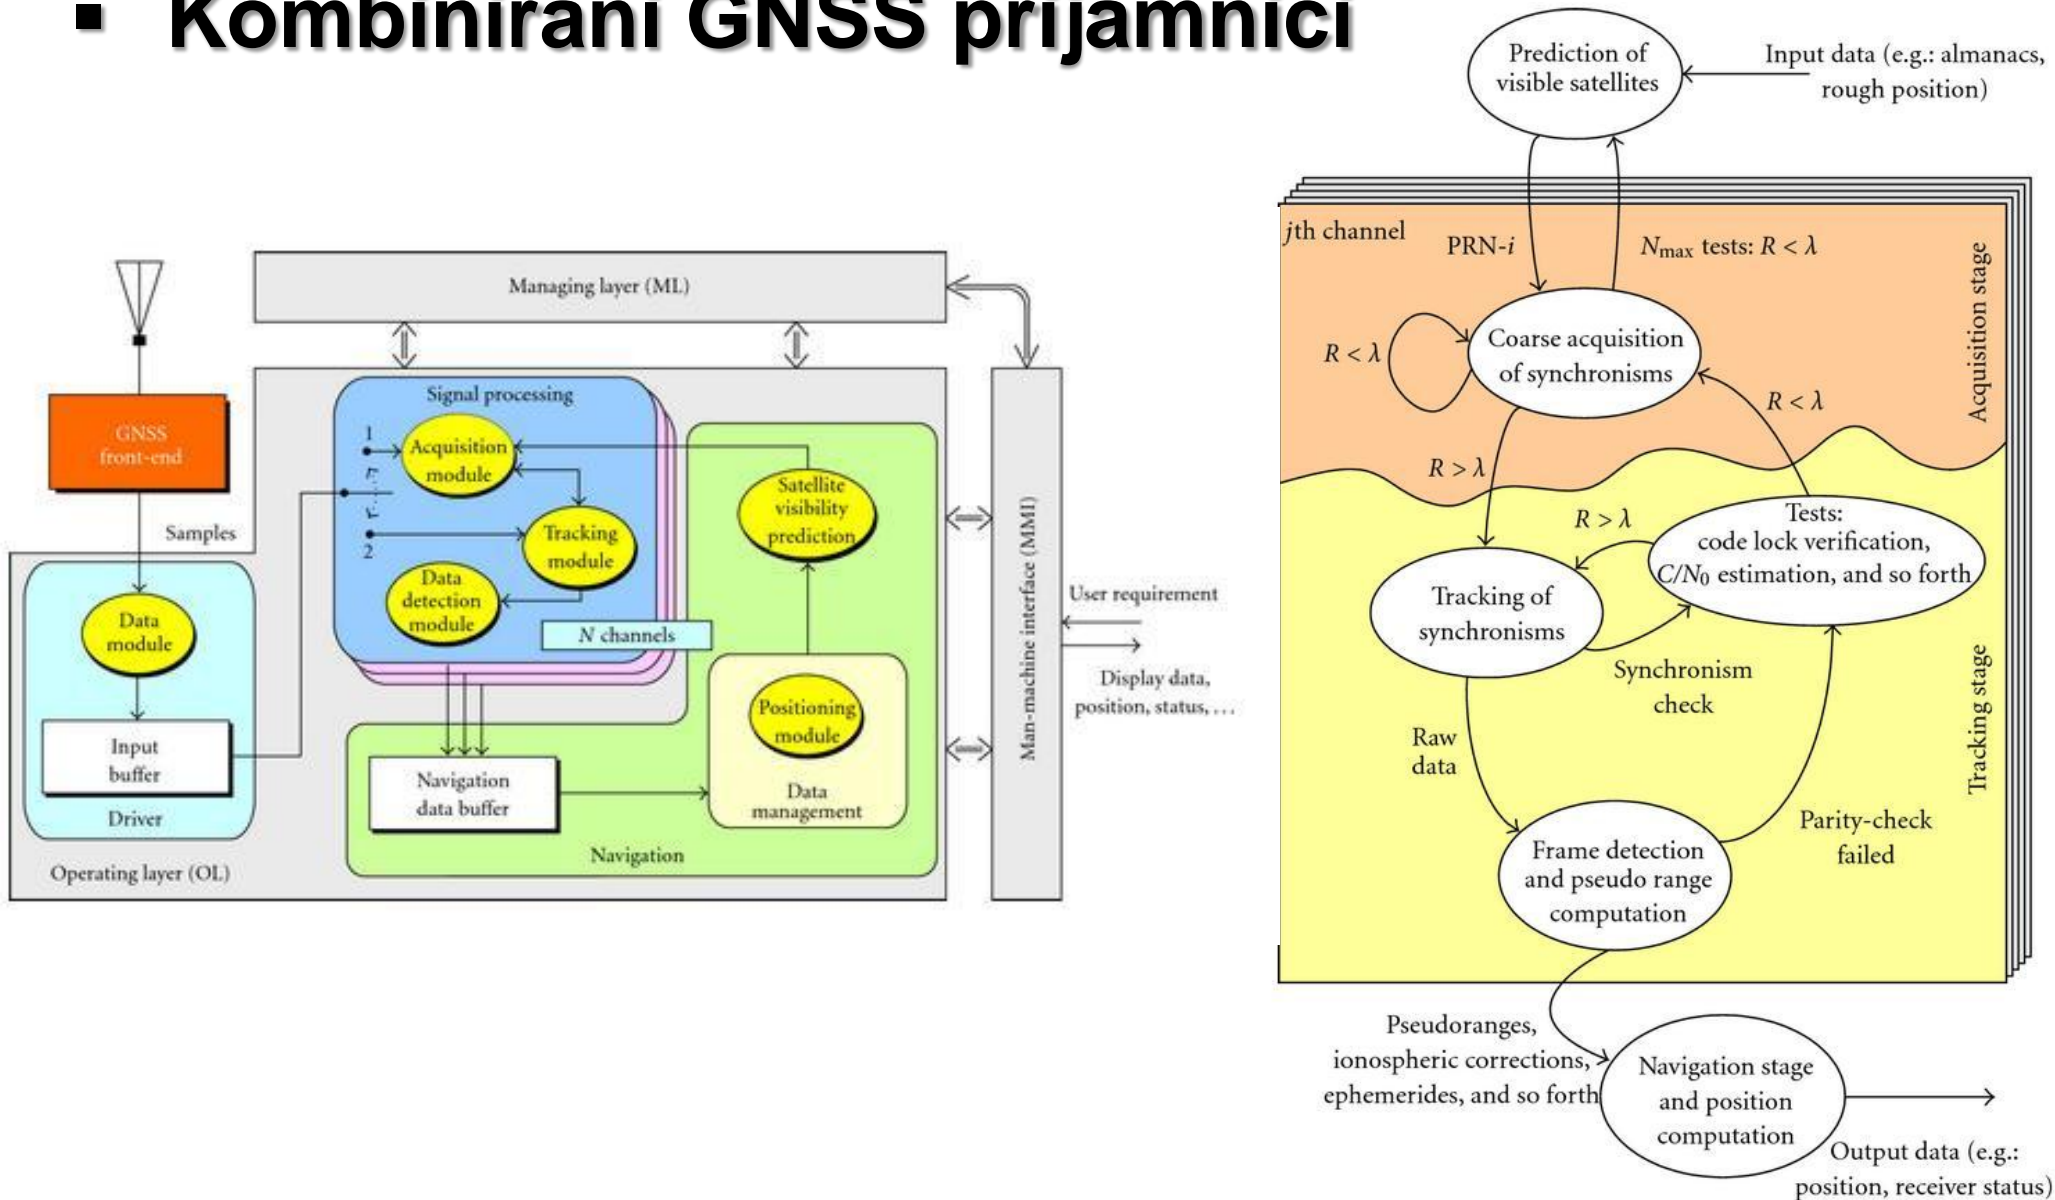 ▪ Kombinirani GNSS prijamnici
Managing layer (ML)
GNSS
front-end
Samples
Signal processing
1
Acquisition
module
2
Tracking
module
Data
detection
module
N channels
Satellite
visibility
prediction
Data
module
Input
buffer
Driver
Operating layer (OL)
Navigation
data buffer
Positioning
module
Data
management
Navigation
Man-machine interface (MMI)
User requirement
Display data,
position, status, …
Prediction of
visible satellites
Input data (e.g.: almanacs,
rough position)
jth channel
PRN-i
Nmax tests: R < λ
Acquisition stage
Coarse acquisition
of synchronisms
R < λ
R < λ
R > λ
R > λ
Tests:
code lock verification,
C/N0 estimation, and so forth
Tracking of
synchronisms
Synchronism
check
Tracking stage
Raw
data
Parity-check
failed
Frame detection
and pseudo range
computation
Pseudoranges,
ionospheric corrections,
ephemerides, and so forth
Navigation stage
and position
computation
Output data (e.g.:
position, receiver status)